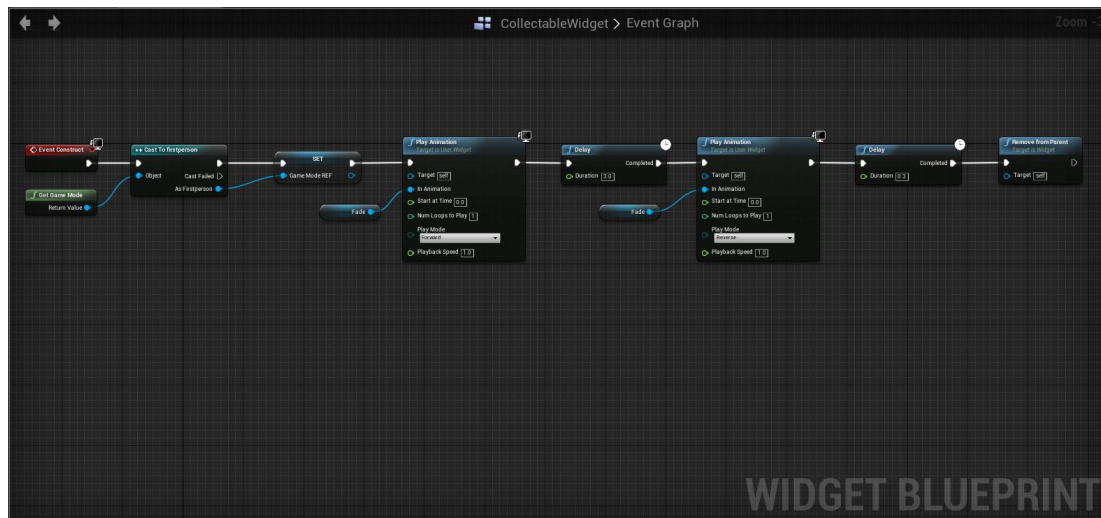 CollectableWidget > Event Graph
Zoom -3
Event Construct
Cast To firstperson
Object
Cast Failed
As Firstperson
Get Game Mode
Return Value
SET
Game Mode REF
Fade
Play Animation
Target is User Widget
Target self
In Animation
Start at Time 0.0
Num Loops to Play 1
Play Mode
Forward
Playback Speed 1.0
Delay
Completed
Duration 3.0
Fade
Play Animation
Target is User Widget
Target self
In Animation
Start at Time 0.0
Num Loops to Play 1
Play Mode
Reverse
Playback Speed 1.0
Delay
Completed
Duration 0.3
Remove from Parent
Target is Widget
Target self
WIDGET BLUEPRINT